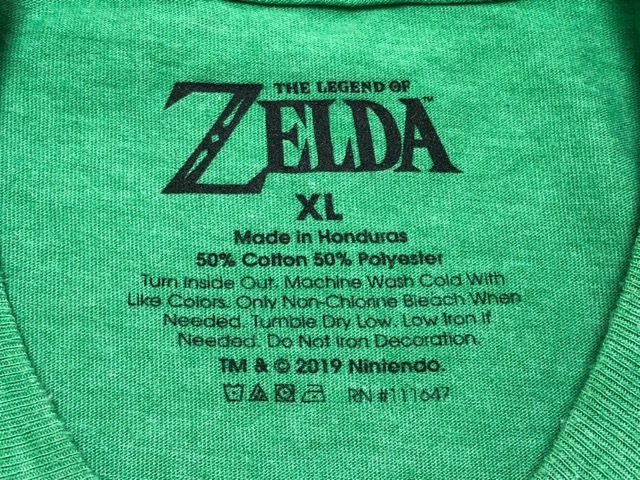 THE LEGEND OF
ZELDA™
XL
Made in Honduras
50% Cotton 50% Polyester
Turn Inside Out. Machine Wash Cold With
Like Colors. Only Non-Chlorine Bleach When
Needed. Tumble Dry Low. Low Iron if
Needed. Do Not Iron Decoration.
TM & © 2019 Nintendo.
RN #111647